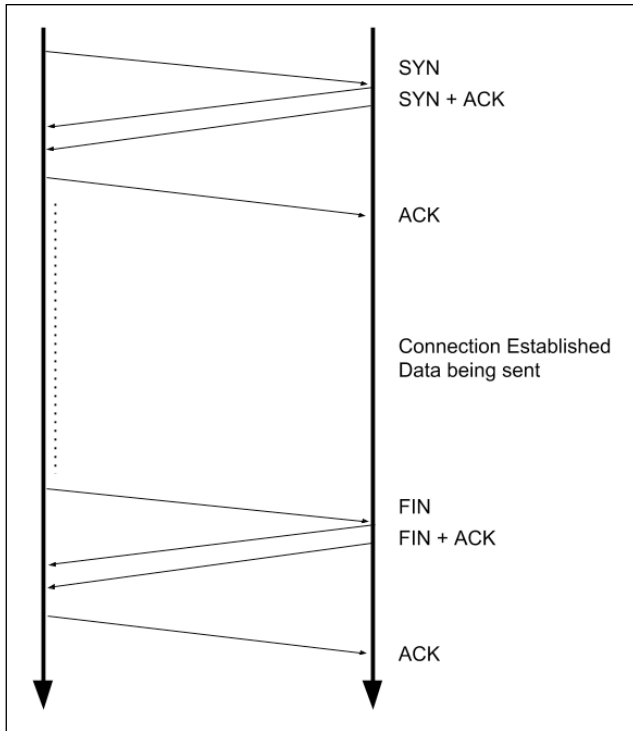 SYN
SYN + ACK
ACK
Connection Established
Data being sent
FIN
FIN + ACK
ACK